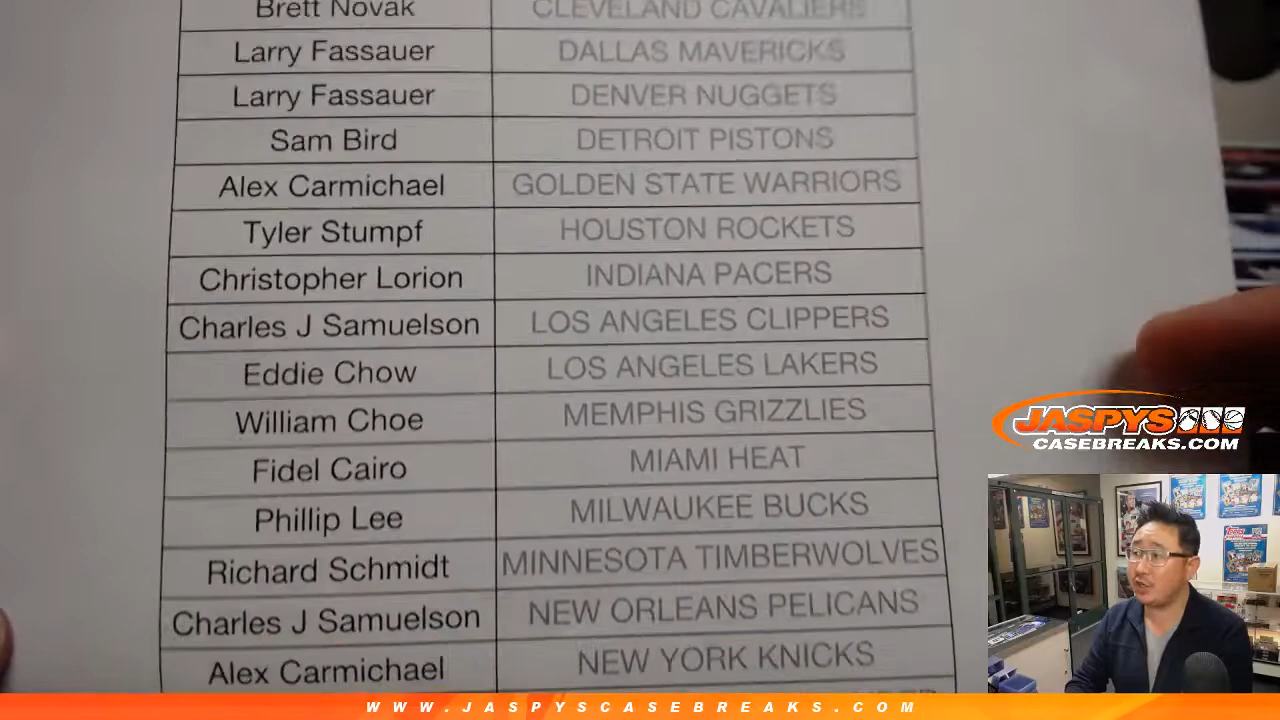 Brett Novak CLEVELAND CAVALIERS
Larry Fassauer DALLAS MAVERICKS
Larry Fassauer DENVER NUGGETS
Sam Bird DETROIT PISTONS
Alex Carmichael GOLDEN STATE WARRIORS
Tyler Stumpf HOUSTON ROCKETS
Christopher Lorion INDIANA PACERS
Charles J Samuelson LOS ANGELES CLIPPERS
Eddie Chow LOS ANGELES LAKERS
William Choe MEMPHIS GRIZZLIES
Fidel Cairo MIAMI HEAT
Phillip Lee MILWAUKEE BUCKS
Richard Schmidt MINNESOTA TIMBERWOLVES
Charles J Samuelson NEW ORLEANS PELICANS
Alex Carmichael NEW YORK KNICKS
JASPYS
CASEBREAKS.COM
WWW.JASPYSCASEBREAKS.COM